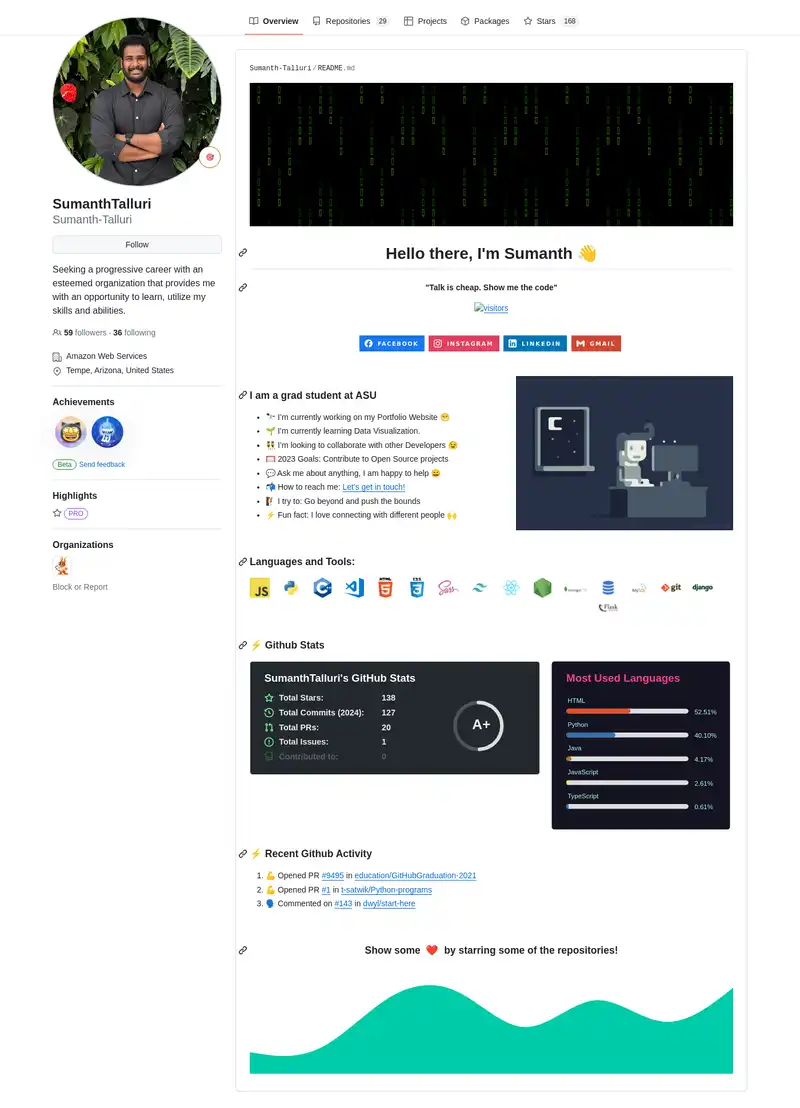 Overview
Repositories 29
Projects
Packages
Stars 168
SumanthTalluri
Sumanth-Talluri
Follow
Seeking a progressive career with an
esteemed organization that provides me
with an opportunity to learn, utilize my
skills and abilities.
59 followers · 36 following
Amazon Web Services
Tempe, Arizona, United States
Achievements
Beta Send feedback
Highlights
PRO
Organizations
Block or Report
Sumanth-Talluri/README.md
Hello there, I'm Sumanth 👋
"Talk is cheap. Show me the code"
visitors
FACEBOOK
INSTAGRAM
LINKEDIN
GMAIL
I am a grad student at ASU
🔭 I'm currently working on my Portfolio Website 😁
🌱 I'm currently learning Data Visualization.
👯 I'm looking to collaborate with other Developers 😉
🥅 2023 Goals: Contribute to Open Source projects
💬 Ask me about anything, I am happy to help 😄
📬 How to reach me: Let's get in touch!
🧗 I try to: Go beyond and push the bounds
⚡ Fun fact: I love connecting with different people 🙌
Languages and Tools:
JS
5
CSS
3
Sass
MySQL
git
django
Flask
⚡ Github Stats
SumanthTalluri's GitHub Stats
Total Stars: 138
Total Commits (2024): 127
Total PRs: 20
Total Issues: 1
Contributed to: 0
A+
Most Used Languages
HTML
52.51%
Python
40.10%
Java
4.17%
JavaScript
2.61%
TypeScript
0.61%
⚡ Recent Github Activity
1. 💪 Opened PR #9495 in education/GitHubGraduation-2021
2. 💪 Opened PR #1 in t-satwik/Python-programs
3. 🗣 Commented on #143 in dwyl/start-here
Show some ❤️ by starring some of the repositories!